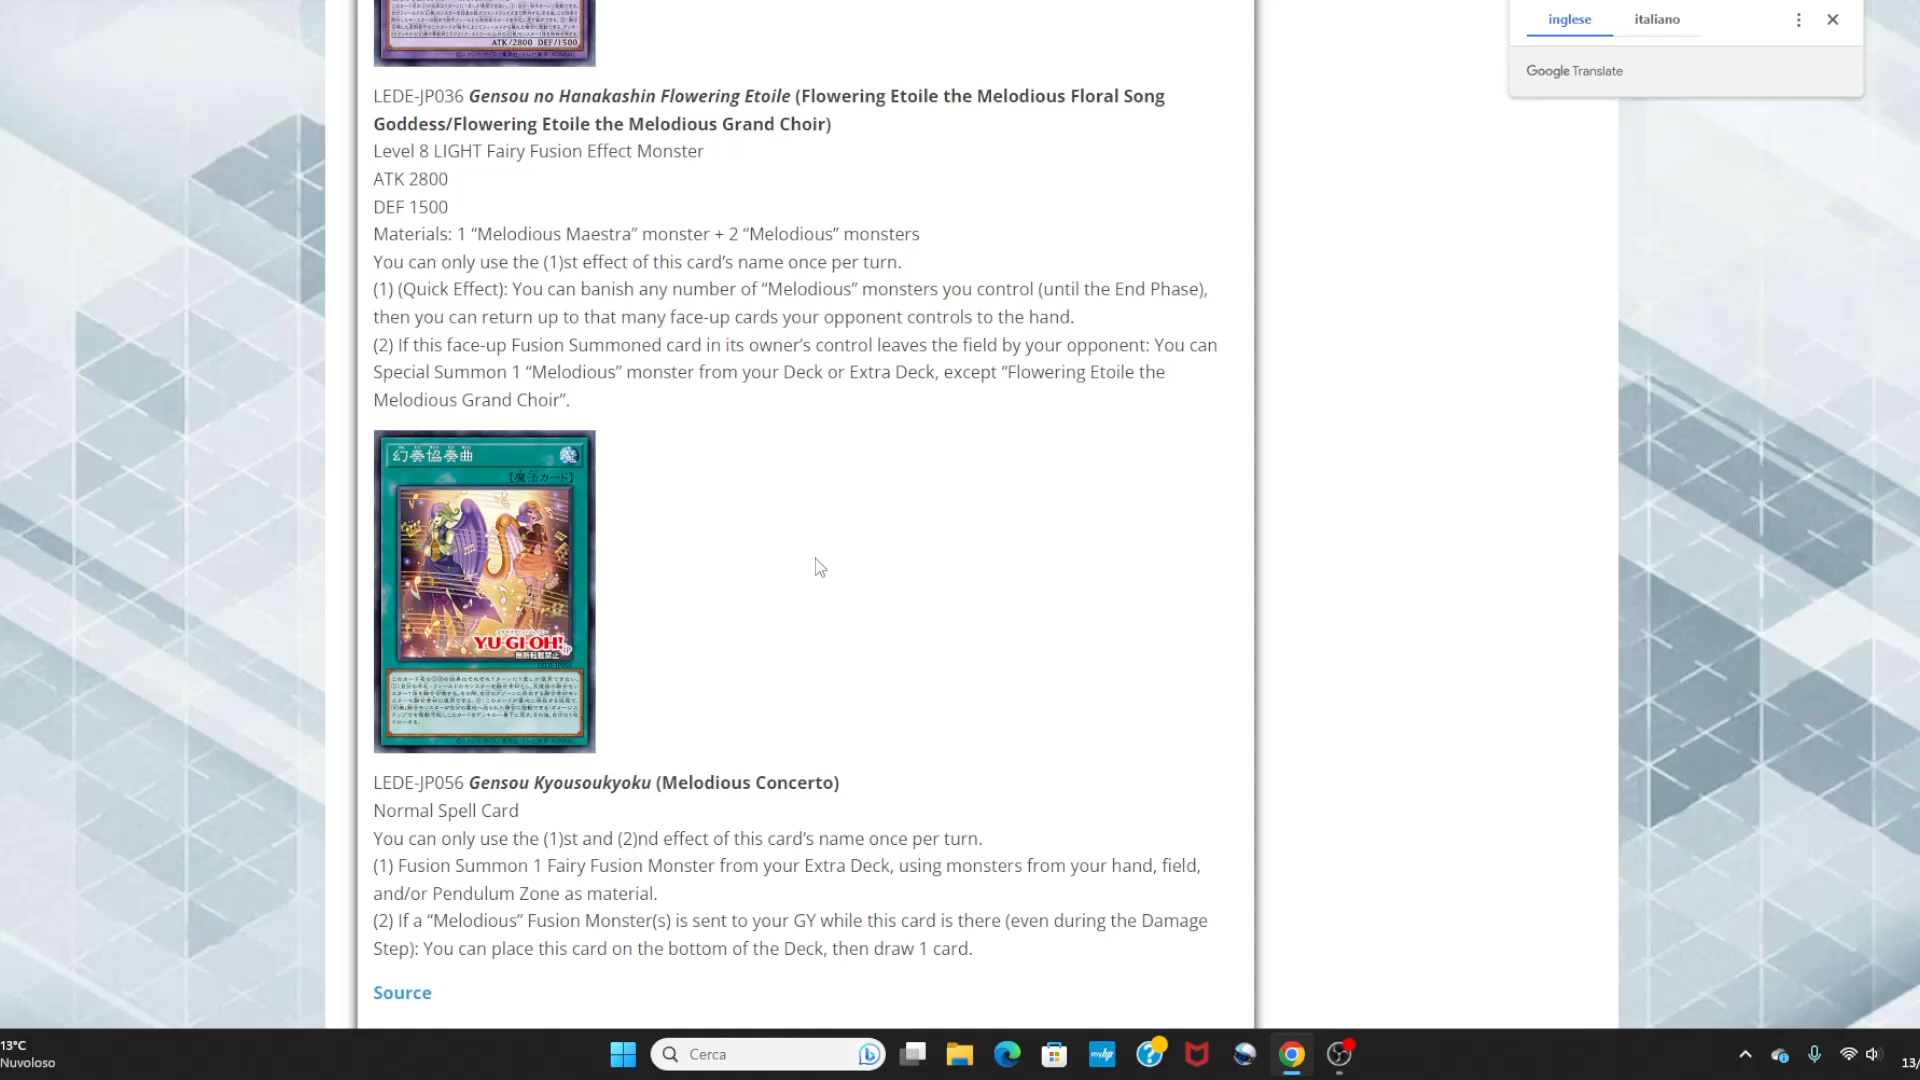 inglese italiano
Google Translate
ATK/2800 DEF/1500
LEDE-JP036 Gensou no Hanakashin Flowering Etoile (Flowering Etoile the Melodious Floral Song
Goddess/Flowering Etoile the Melodious Grand Choir)
Level 8 LIGHT Fairy Fusion Effect Monster
ATK 2800
DEF 1500
Materials: 1 “Melodious Maestra” monster + 2 “Melodious” monsters
You can only use the (1)st effect of this card’s name once per turn.
(1) (Quick Effect): You can banish any number of “Melodious” monsters you control (until the End Phase),
then you can return up to that many face-up cards your opponent controls to the hand.
(2) If this face-up Fusion Summoned card in its owner’s control leaves the field by your opponent: You can
Special Summon 1 “Melodious” monster from your Deck or Extra Deck, except “Flowering Etoile the
Melodious Grand Choir”.
幻奏協奏曲
魔
【魔法カード】
YU-GI-OH!
無断転載禁止
LEDE-JP056
LEDE-JP056 Gensou Kyousoukyoku (Melodious Concerto)
Normal Spell Card
You can only use the (1)st and (2)nd effect of this card’s name once per turn.
(1) Fusion Summon 1 Fairy Fusion Monster from your Extra Deck, using monsters from your hand, field,
and/or Pendulum Zone as material.
(2) If a “Melodious” Fusion Monster(s) is sent to your GY while this card is there (even during the Damage
Step): You can place this card on the bottom of the Deck, then draw 1 card.
Source
13°C
Nuvoloso
Cerca
myhp
13/